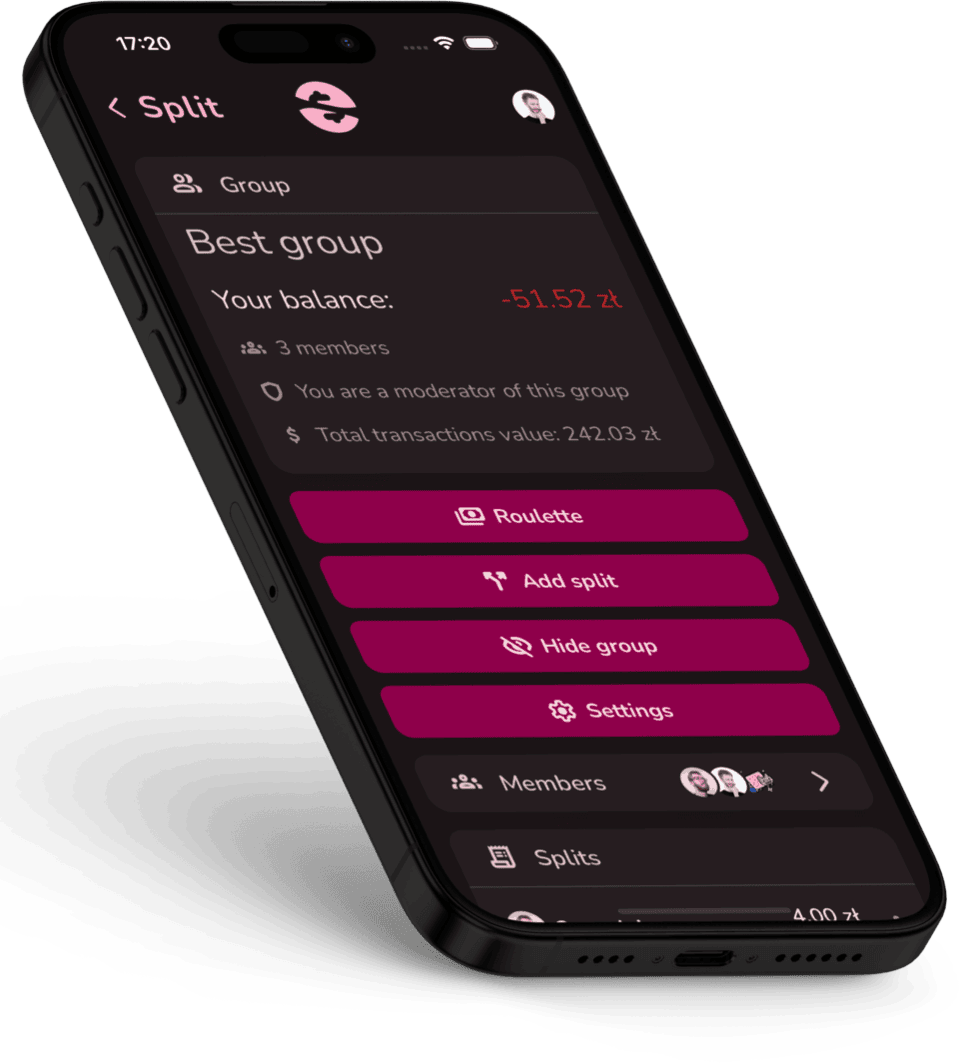 17:20
Split
Group
Best group
Your balance: -51.52 zł
3 members
You are a moderator of this group
Total transactions value: 242.03 zł
Roulette
Add split
Hide group
Settings
Members
Splits
4.00 zł